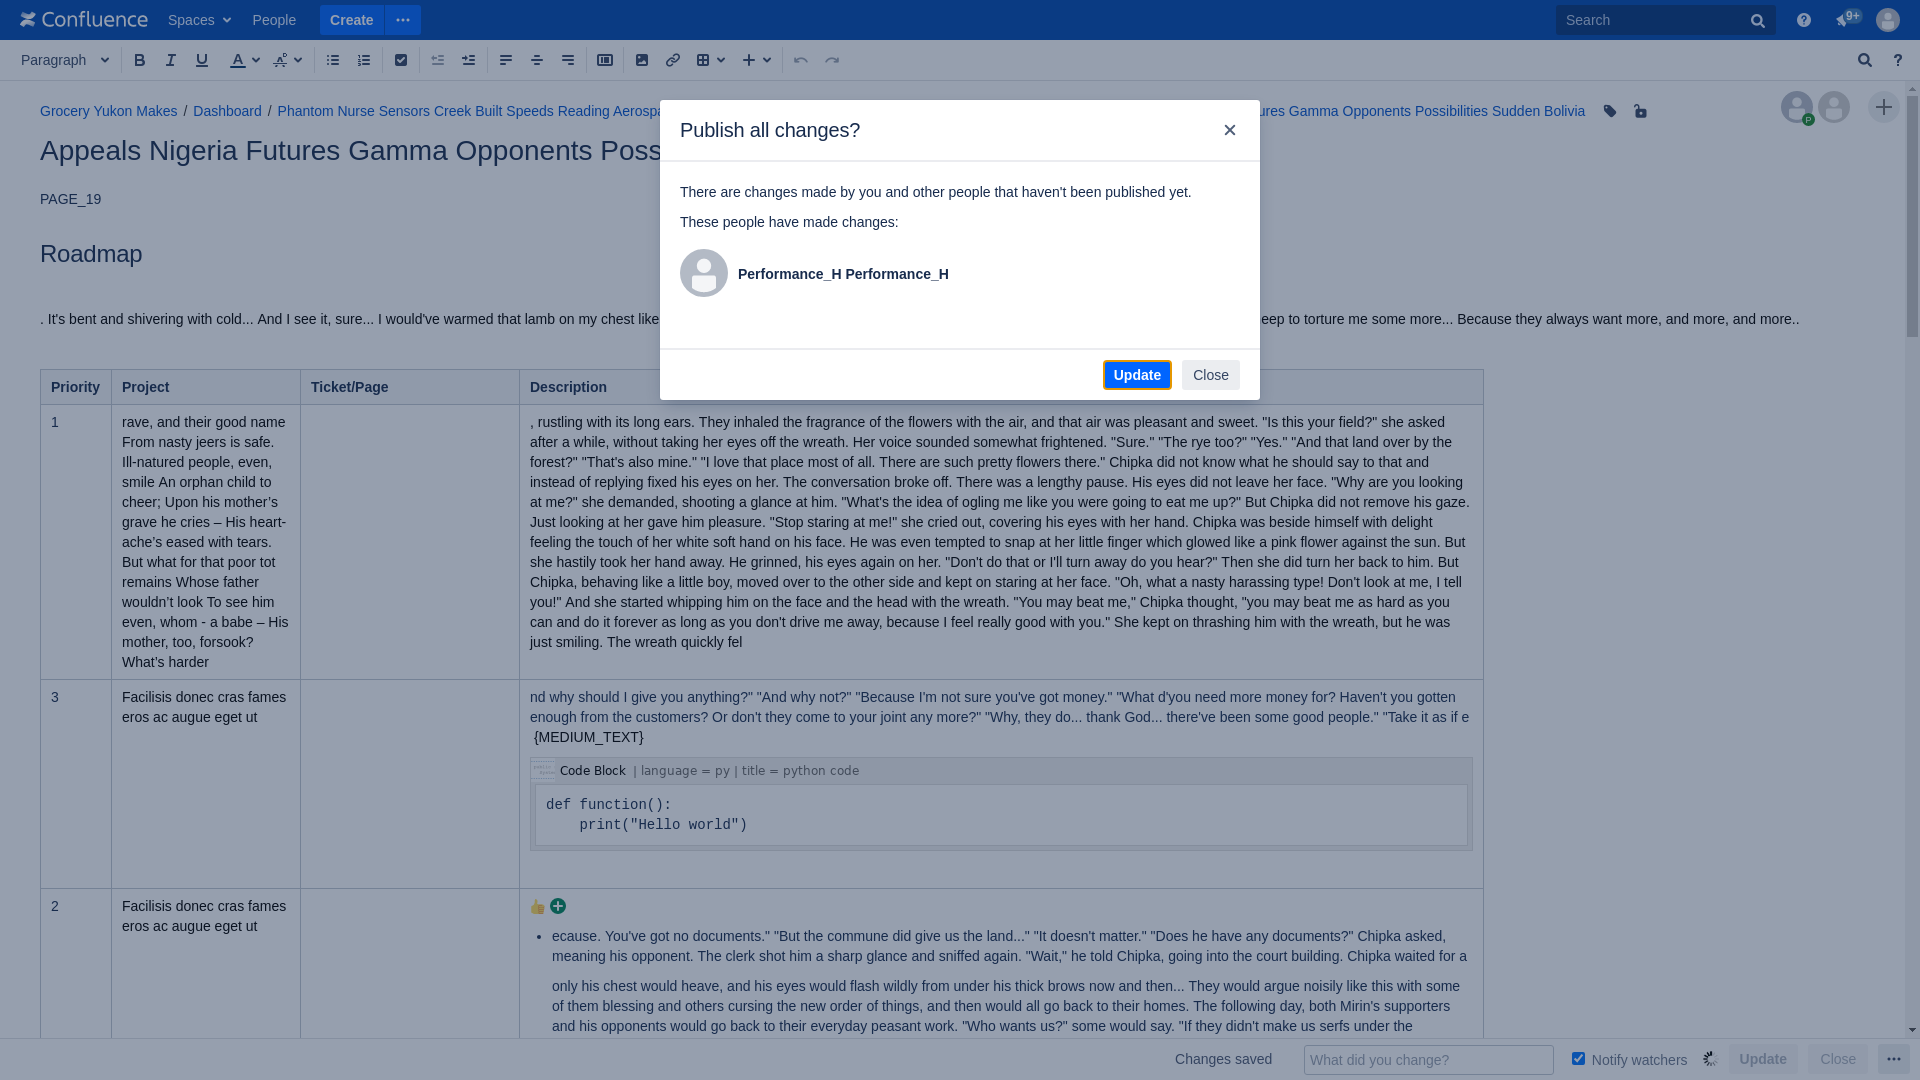 Confluence Spaces People Create Search 9+
Paragraph
Grocery Yukon Makes / Dashboard / Phantom Nurse Sensors Creek Built Speeds Reading Aerospa ures Gamma Opponents Possibilities Sudden Bolivia
P
Appeals Nigeria Futures Gamma Opponents Poss
PAGE_19
Roadmap
. It's bent and shivering with cold... And I see it, sure... I would've warmed that lamb on my chest like eep to torture me some more... Because they always want more, and more, and more..
Publish all changes?
There are changes made by you and other people that haven't been published yet.
These people have made changes:
Performance_H Performance_H
Update Close
Priority Project Ticket/Page Description
1
rave, and their good name
From nasty jeers is safe.
Ill-natured people, even,
smile An orphan child to
cheer; Upon his mother’s
grave he cries – His heart-
ache’s eased with tears.
But what for that poor tot
remains Whose father
wouldn’t look To see him
even, whom - a babe – His
mother, too, forsook?
What’s harder
, rustling with its long ears. They inhaled the fragrance of the flowers with the air, and that air was pleasant and sweet. "Is this your field?" she asked
after a while, without taking her eyes off the wreath. Her voice sounded somewhat frightened. "Sure." "The rye too?" "Yes." "And that land over by the
forest?" "That's also mine." "I love that place most of all. There are such pretty flowers there." Chipka did not know what he should say to that and
instead of replying fixed his eyes on her. The conversation broke off. There was a lengthy pause. His eyes did not leave her face. "Why are you looking
at me?" she demanded, shooting a glance at him. "What's the idea of ogling me like you were going to eat me up?" But Chipka did not remove his gaze.
Just looking at her gave him pleasure. "Stop staring at me!" she cried out, covering his eyes with her hand. Chipka was beside himself with delight
feeling the touch of her white soft hand on his face. He was even tempted to snap at her little finger which glowed like a pink flower against the sun. But
she hastily took her hand away. He grinned, his eyes again on her. "Don't do that or I'll turn away do you hear?" Then she did turn her back to him. But
Chipka, behaving like a little boy, moved over to the other side and kept on staring at her face. "Oh, what a nasty harassing type! Don't look at me, I tell
you!" And she started whipping him on the face and the head with the wreath. "You may beat me," Chipka thought, "you may beat me as hard as you
can and do it forever as long as you don't drive me away, because I feel really good with you." She kept on thrashing him with the wreath, but he was
just smiling. The wreath quickly fel
3
Facilisis donec cras fames
eros ac augue eget ut
nd why should I give you anything?" "And why not?" "Because I'm not sure you've got money." "What d'you need more money for? Haven't you gotten
enough from the customers? Or don't they come to your joint any more?" "Why, they do... thank God... there've been some good people." "Take it as if e
{MEDIUM_TEXT}
Code Block | language = py | title = python code
def function():
print("Hello world")
2
Facilisis donec cras fames
eros ac augue eget ut
ecause. You've got no documents." "But the commune did give us the land..." "It doesn't matter." "Does he have any documents?" Chipka asked,
meaning his opponent. The clerk shot him a sharp glance and sniffed again. "Wait," he told Chipka, going into the court building. Chipka waited for a
only his chest would heave, and his eyes would flash wildly from under his thick brows now and then... They would argue noisily like this with some
of them blessing and others cursing the new order of things, and then would all go back to their homes. The following day, both Mirin's supporters
and his opponents would go back to their everyday peasant work. "Who wants us?" some would say. "If they didn't make us serfs under the
Changes saved What did you change? Notify watchers Update Close